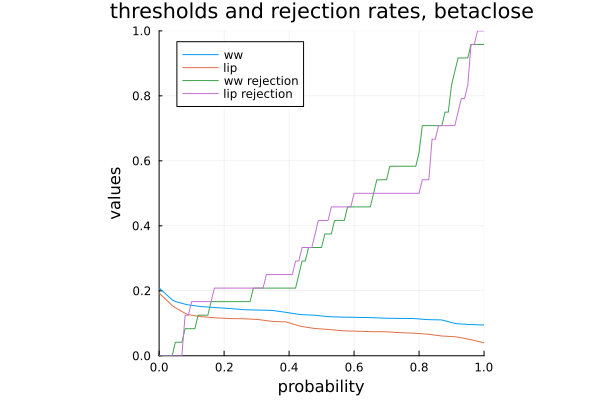 thresholds and rejection rates, betaclose
1.0
0.8
0.6
0.4
0.2
0.0
values
ww
lip
ww rejection
lip rejection
0.0 0.2 0.4 0.6 0.8 1.0
probability